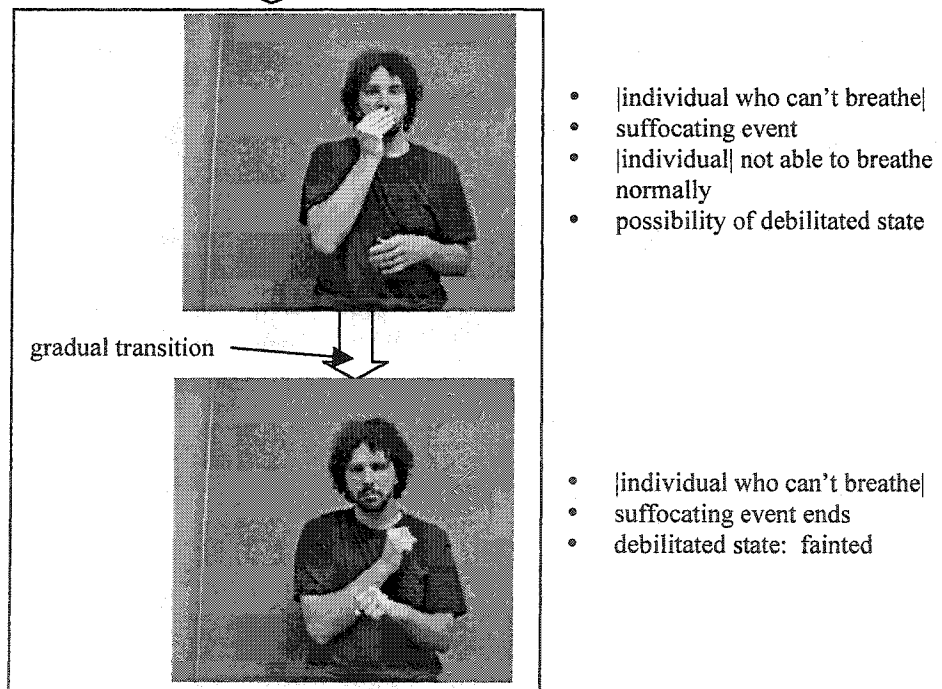 • |individual who can't breathe|
• suffocating event
• |individual| not able to breathe
normally
• possibility of debilitated state
gradual transition
• |individual who can't breathe|
• suffocating event ends
• debilitated state: fainted